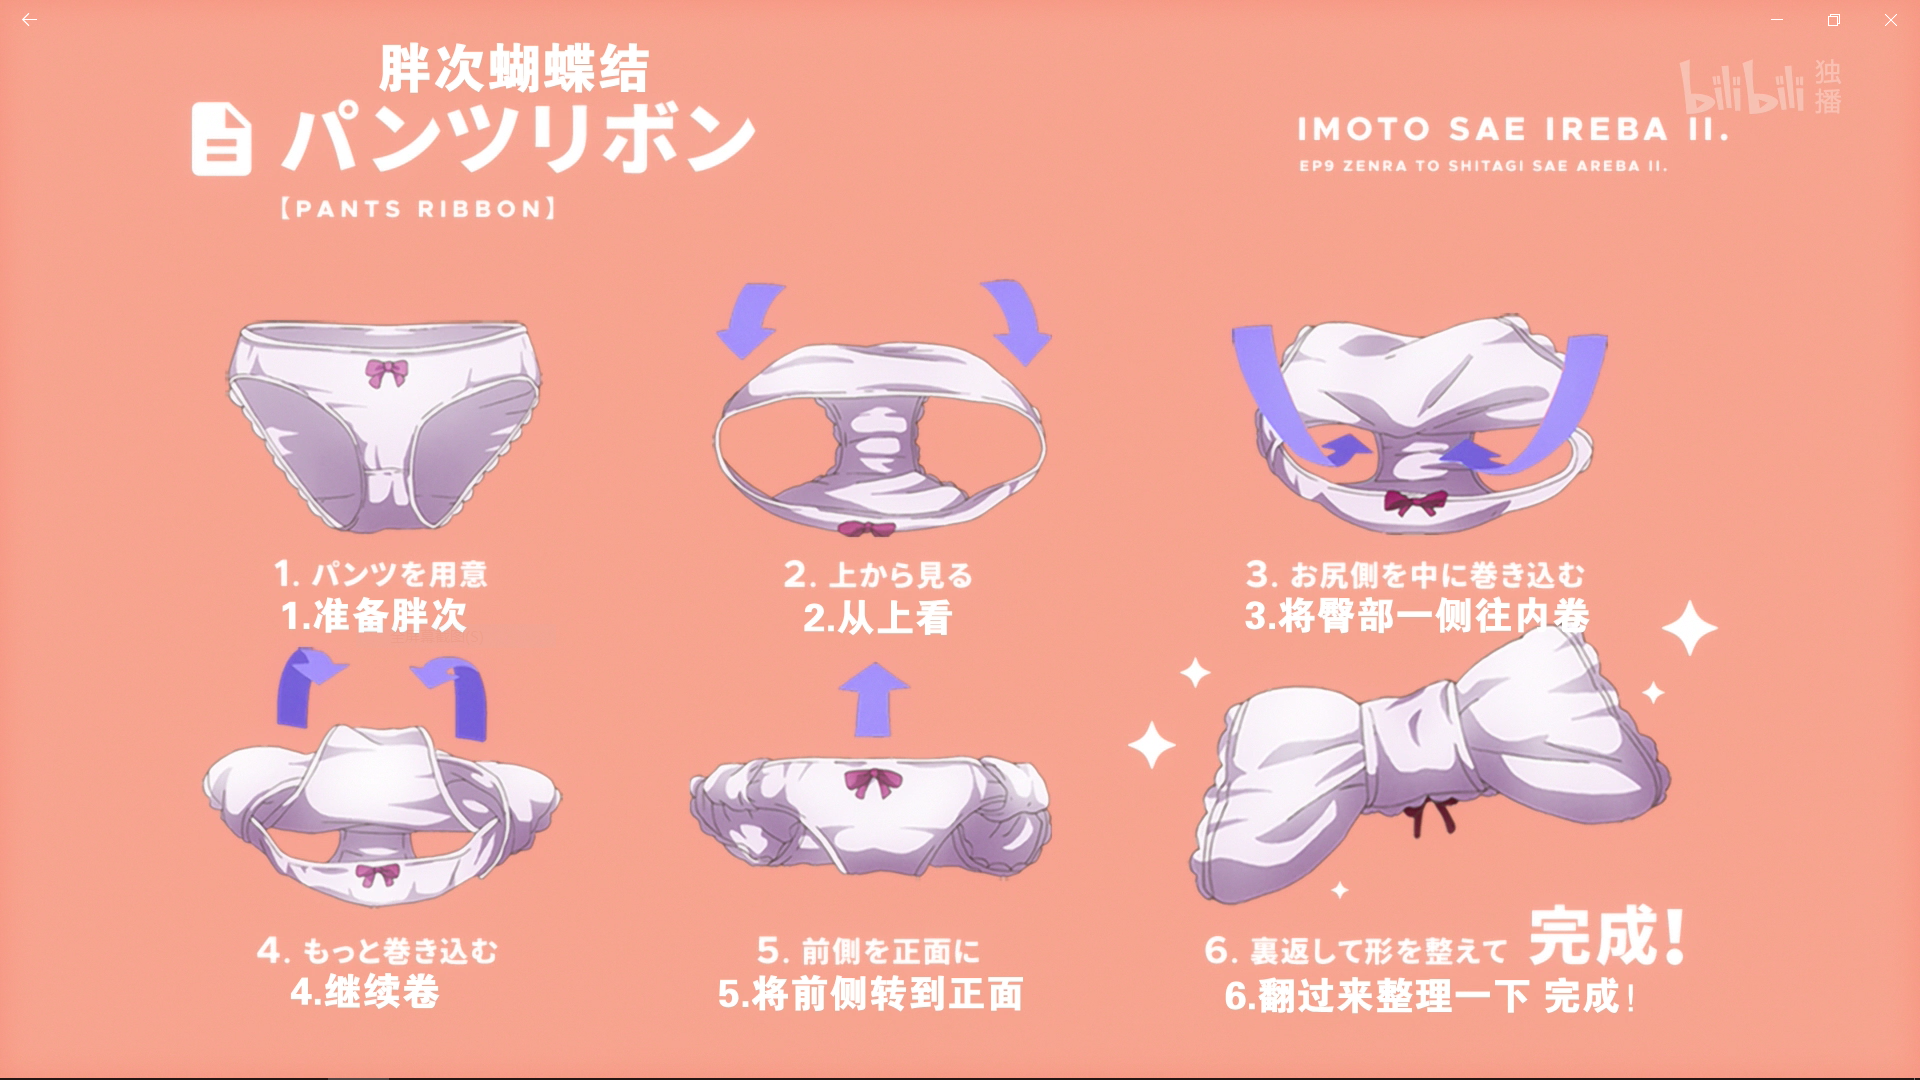 胖次蝴蝶结
パンツリボン
【PANTS RIBBON】
bilibili 独播
IMOTO SAE IREBA II.
EP9 ZENRA TO SHITAGI SAE AREBA II.
1. パンツを用意
1.准备胖次
2. 上から見る
2.从上看
3. お尻側を中に巻き込む
3.将臀部一侧往内卷
4. もっと巻き込む
4.继续卷
5. 前側を正面に
5.将前侧转到正面
6. 裏返して形を整えて 完成!
6.翻过来整理一下 完成!